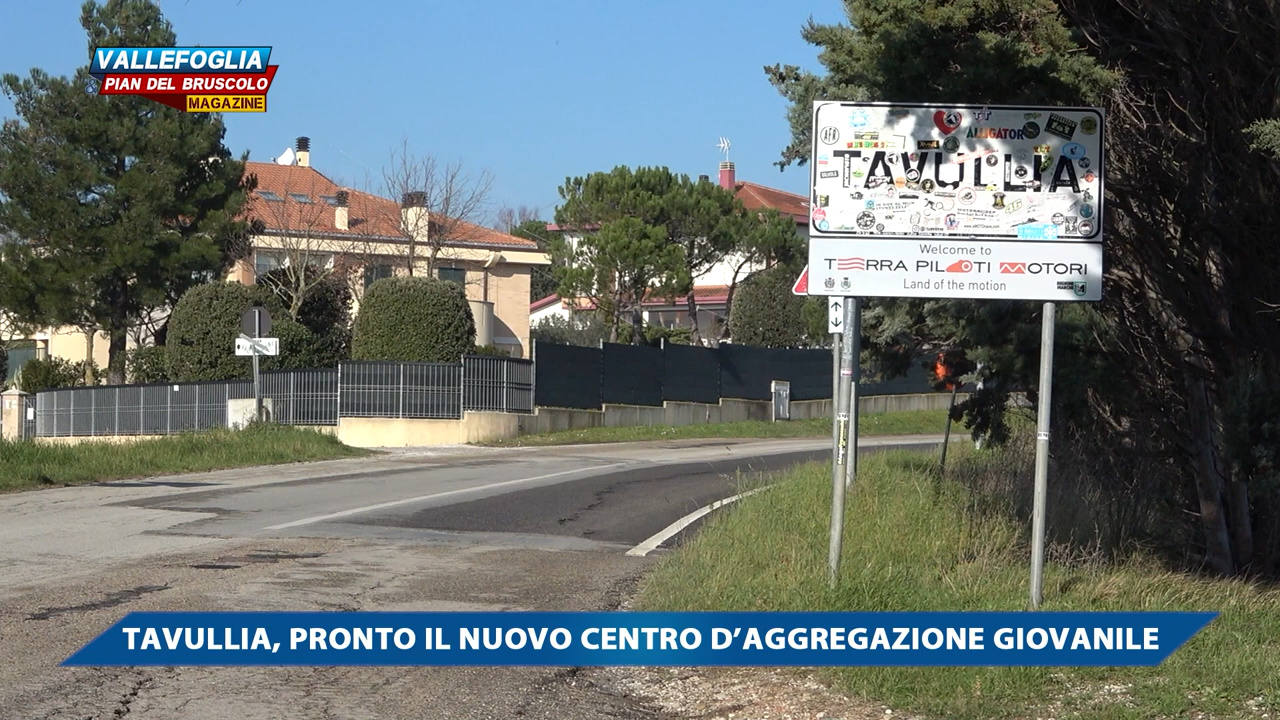 VALLEFOGLIA
PIAN DEL BRUSCOLO
MAGAZINE
ALLIGATOR
TAVULLIA
Welcome to
TERRA PILOTI MOTORI
Land of the motion
TAVULLIA, PRONTO IL NUOVO CENTRO D’AGGREGAZIONE GIOVANILE